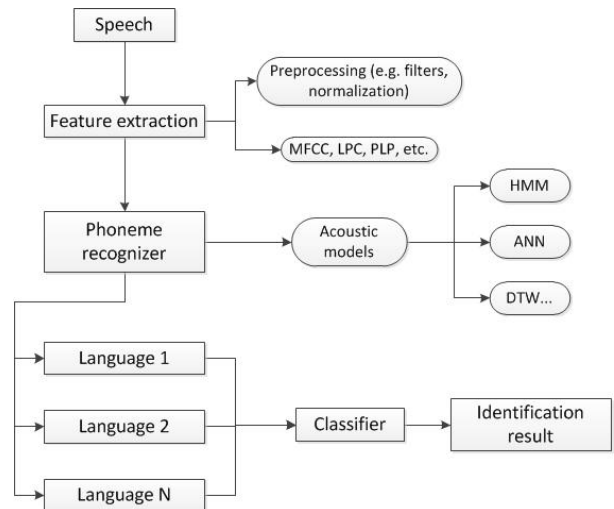 Speech
Preprocessing (e.g. filters,
normalization)
Feature extraction
MFCC, LPC, PLP, etc.
HMM
Phoneme
recognizer
Acoustic
models
ANN
DTW...
Language 1
Language 2
Classifier
Identification
result
Language N